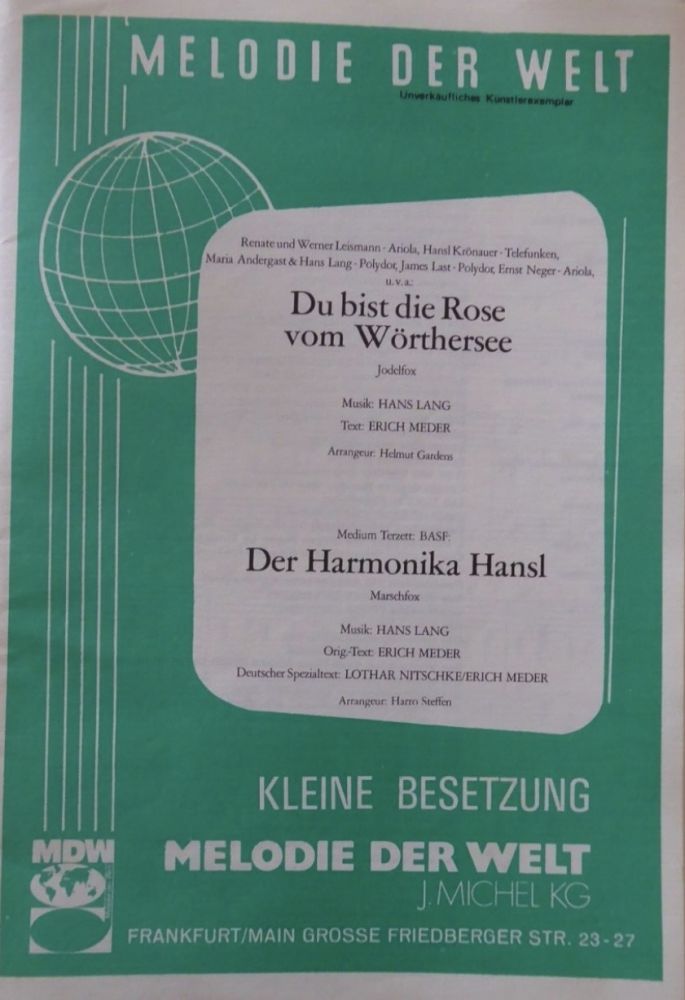 MELODIE DER WELT
Unverkäufliches Künstlerexemplar
Renate und Werner Leismann · Ariola, Hansl Krönauer · Telefunken,
Maria Andergast & Hans Lang · Polydor, James Last · Polydor, Ernst Neger · Ariola,
u.v.a.:
Du bist die Rose
vom Wörthersee
Jodelfox
Musik: HANS LANG
Text: ERICH MEDER
Arrangeur: Helmut Gardens
Medium Terzett: BASF:
Der Harmonika Hansl
Marschfox
Musik: HANS LANG
Orig.-Text: ERICH MEDER
Deutscher Spezialtext: LOTHAR NITSCHKE/ERICH MEDER
Arrangeur: Harro Steffen
KLEINE BESETZUNG
MDW
MELODIE DER WELT
J. MICHEL KG
FRANKFURT/MAIN GROSSE FRIEDBERGER STR. 23-27